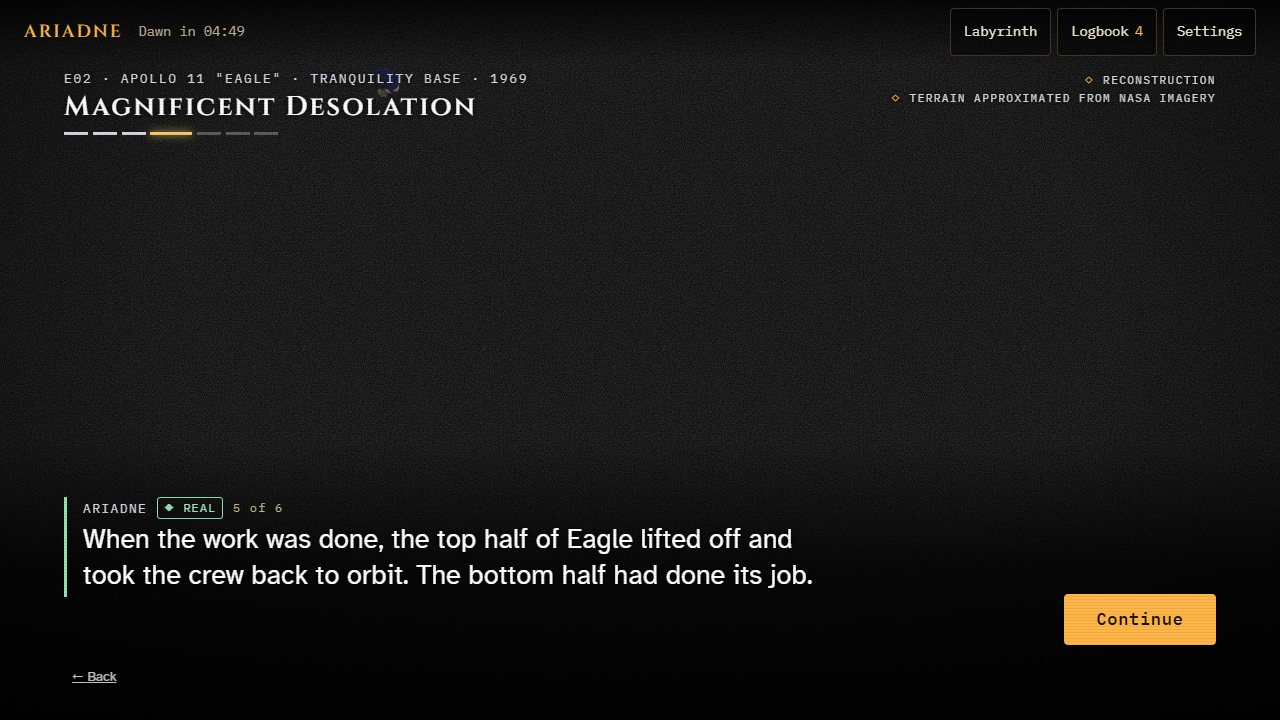 ARIADNE Dawn in 04:49 Labyrinth Logbook 4 Settings
E02 · APOLLO 11 "EAGLE" · TRANQUILITY BASE · 1969
MAGNIFICENT DESOLATION
◇ RECONSTRUCTION
◇ TERRAIN APPROXIMATED FROM NASA IMAGERY
ARIADNE ◆ REAL 5 of 6
When the work was done, the top half of Eagle lifted off and
took the crew back to orbit. The bottom half had done its job.
Continue
← Back